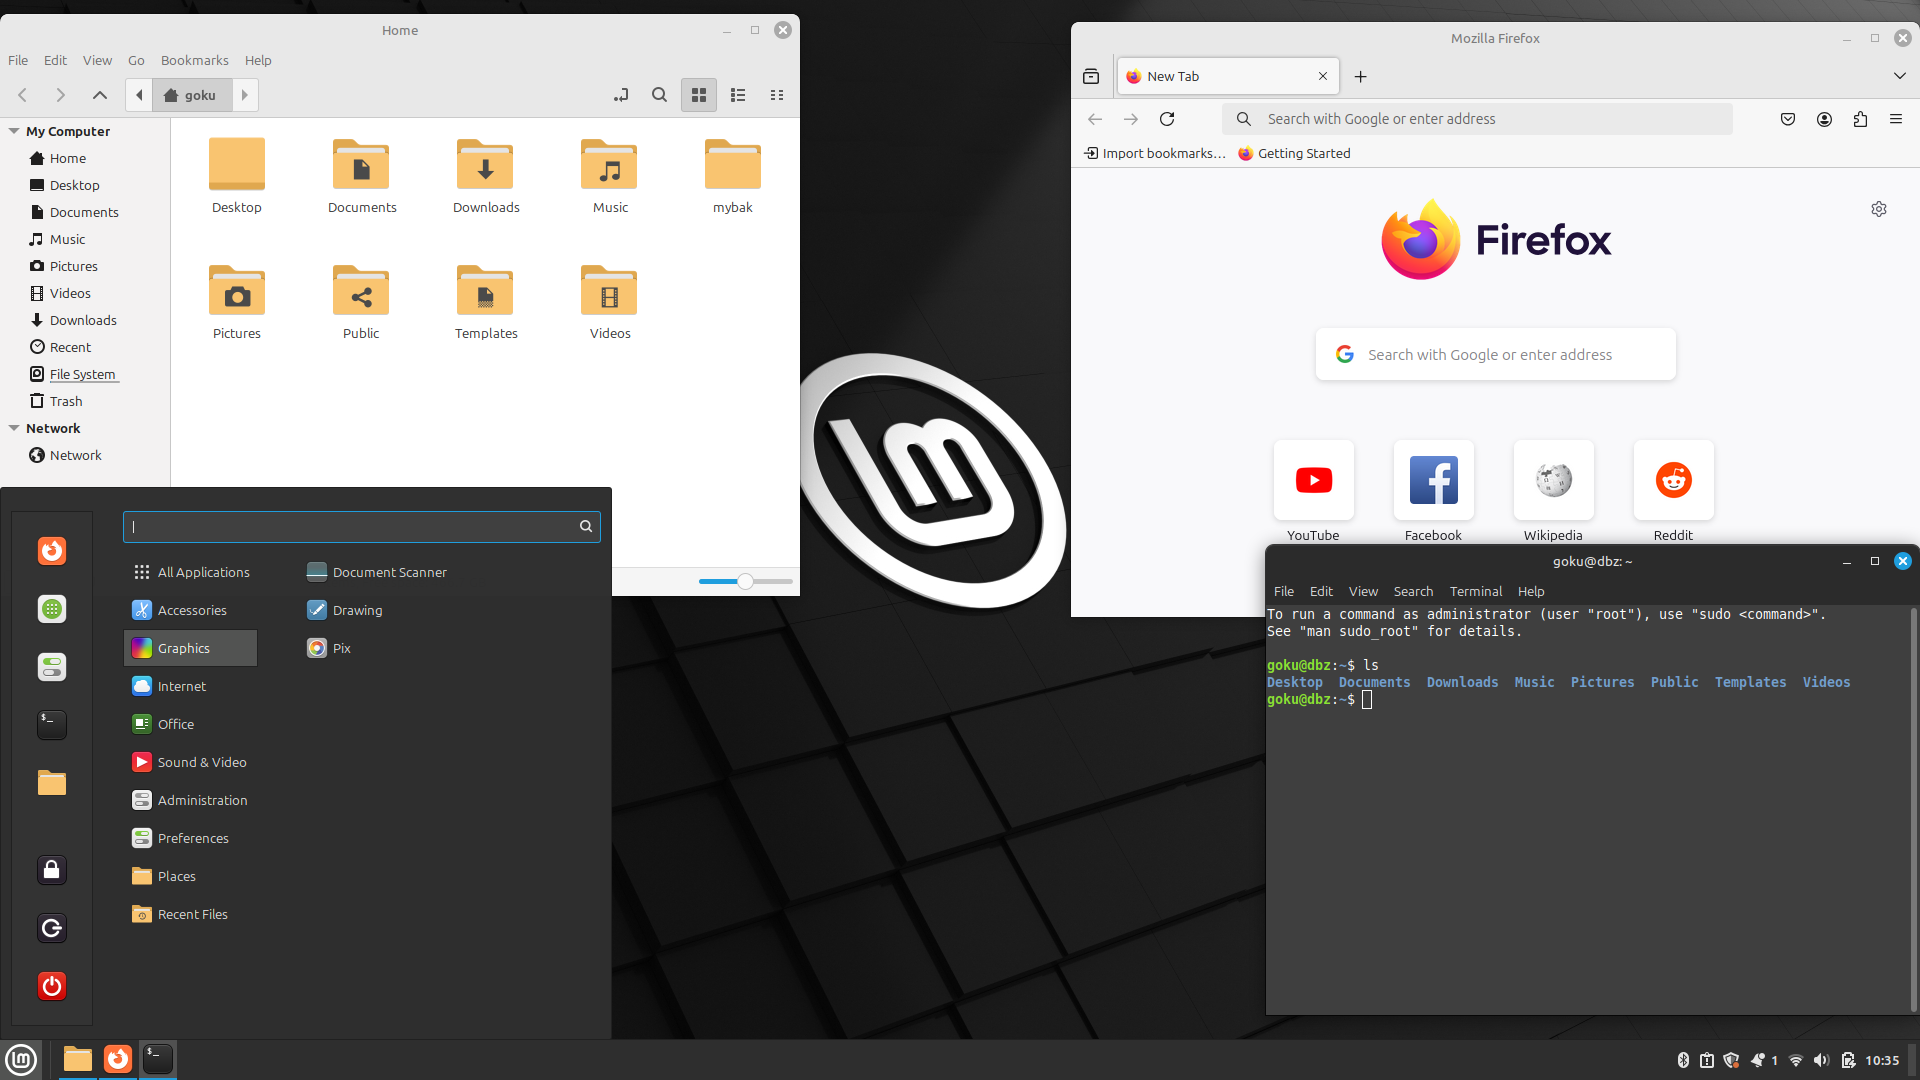 Home
File Edit View Go Bookmarks Help
goku
My Computer
Home
Desktop
Documents
Music
Pictures
Videos
Downloads
Recent
File System
Trash
Network
Network
Desktop Documents Downloads Music mybak
Pictures Public Templates Videos
All Applications
Accessories
Graphics
Internet
Office
Sound & Video
Administration
Preferences
Places
Recent Files
Document Scanner
Drawing
Pix
Mozilla Firefox
New Tab
Search with Google or enter address
Import bookmarks... Getting Started
Firefox
Search with Google or enter address
YouTube Facebook Wikipedia Reddit
goku@dbz: ~
File Edit View Search Terminal Help
To run a command as administrator (user "root"), use "sudo <command>".
See "man sudo_root" for details.
goku@dbz:~$ ls
Desktop Documents Downloads Music Pictures Public Templates Videos
goku@dbz:~$
1 10:35